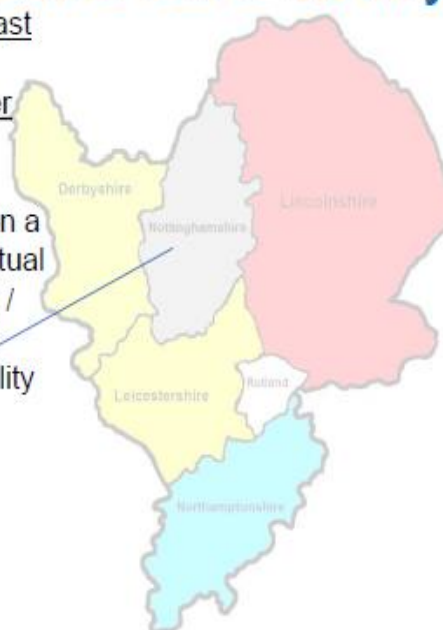 ast
er
Derbyshire
Lincolnshire
n a
Nottinghamshire
tual
/
lity
Rutland
Leicestershire
Northamptonshire